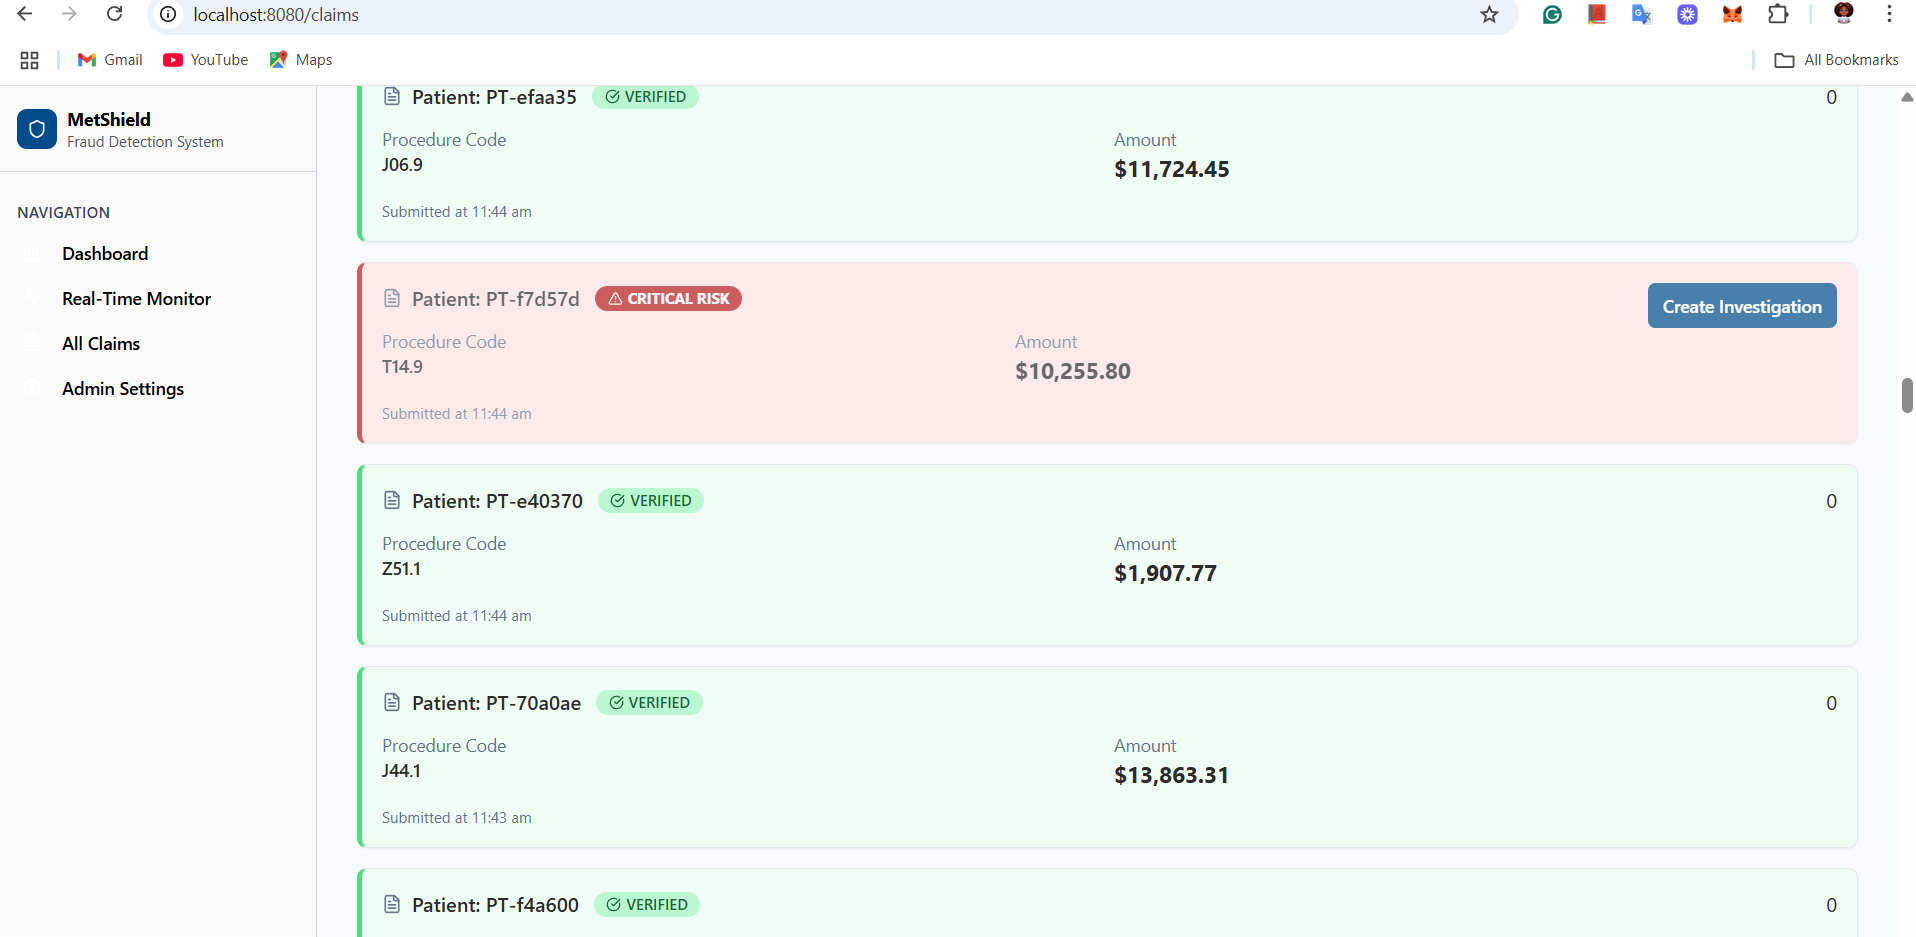 localhost:8080/claims
Gmail YouTube Maps All Bookmarks
MetShield
Fraud Detection System
NAVIGATION
Dashboard
Real-Time Monitor
All Claims
Admin Settings
Patient: PT-efaa35 VERIFIED 0
Procedure Code Amount
J06.9 $11,724.45
Submitted at 11:44 am
Patient: PT-f7d57d CRITICAL RISK Create Investigation
Procedure Code Amount
T14.9 $10,255.80
Submitted at 11:44 am
Patient: PT-e40370 VERIFIED 0
Procedure Code Amount
Z51.1 $1,907.77
Submitted at 11:44 am
Patient: PT-70a0ae VERIFIED 0
Procedure Code Amount
J44.1 $13,863.31
Submitted at 11:43 am
Patient: PT-f4a600 VERIFIED 0